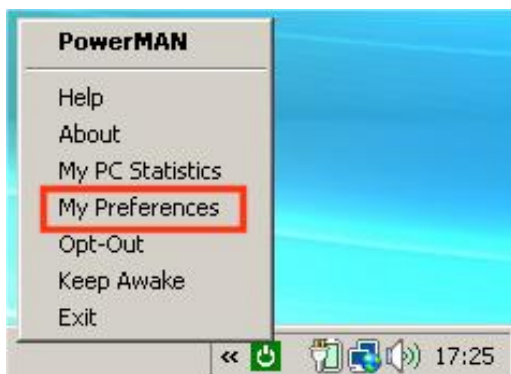 PowerMAN
Help
About
My PC Statistics
My Preferences
Opt-Out
Keep Awake
Exit
« 17:25